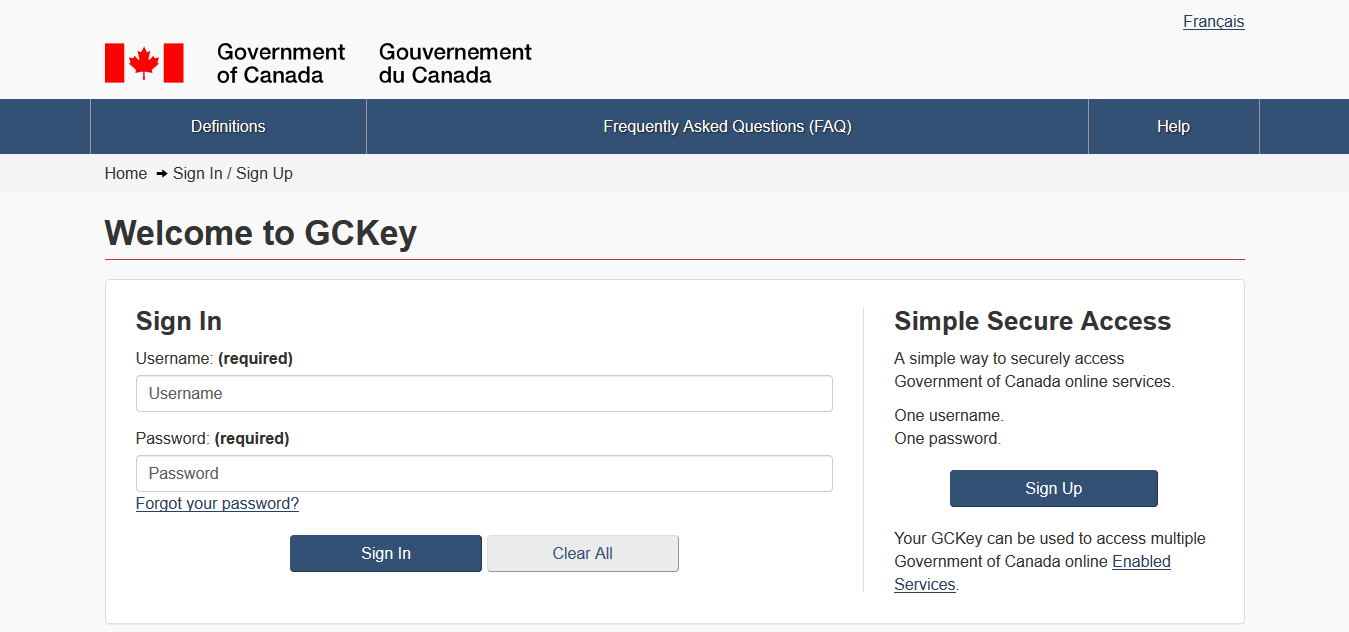 Français
Government
of Canada
Gouvernement
du Canada
Definitions
Frequently Asked Questions (FAQ)
Help
Home ➞ Sign In / Sign Up
Welcome to GCKey
Sign In
Username: (required)
Username
Password: (required)
Password
Forgot your password?
Sign In
Clear All
Simple Secure Access
A simple way to securely access
Government of Canada online services.
One username.
One password.
Sign Up
Your GCKey can be used to access multiple
Government of Canada online Enabled
Services.